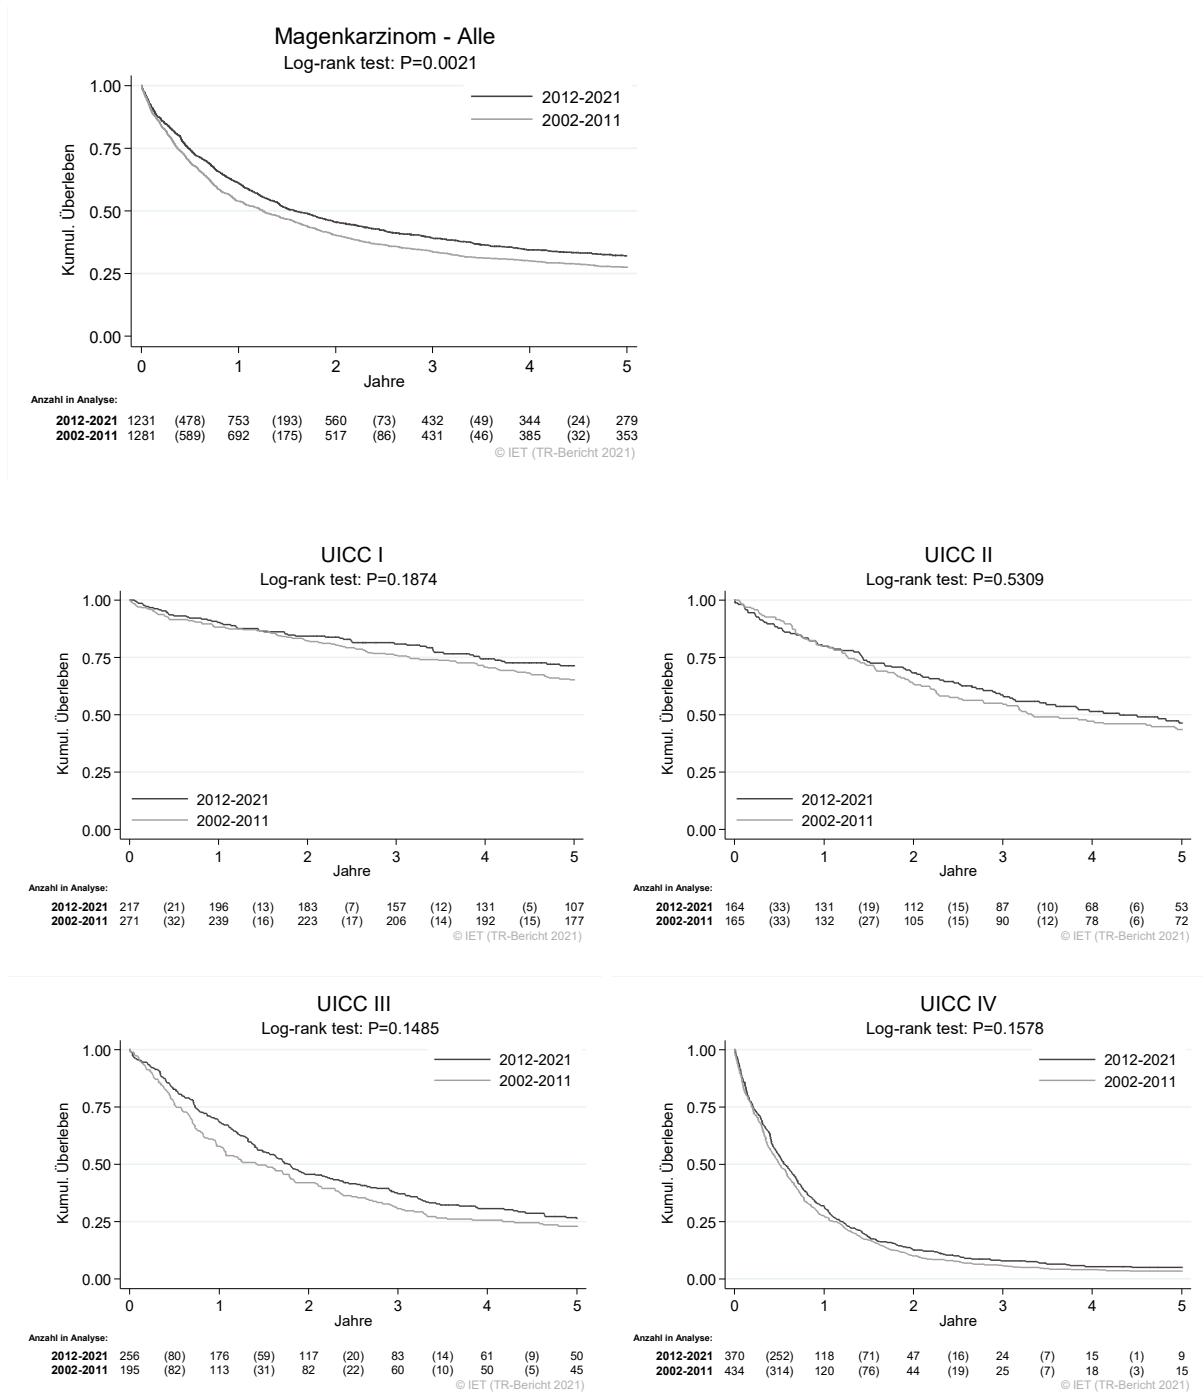 Magenkarzinom - Alle
Log-rank test: P=0.0021
1.00
0.75
0.50
0.25
0.00
Kumul. Überleben
2012-2021
2002-2011
0 1 2 3 4 5
Jahre
Anzahl in Analyse:
2012-2021 1231 (478) 753 (193) 560 (73) 432 (49) 344 (24) 279
2002-2011 1281 (589) 692 (175) 517 (86) 431 (46) 385 (32) 353
© IET (TR-Bericht 2021)
UICC I
Log-rank test: P=0.1874
1.00
0.75
0.50
0.25
0.00
Kumul. Überleben
2012-2021
2002-2011
0 1 2 3 4 5
Jahre
Anzahl in Analyse:
2012-2021 217 (21) 196 (13) 183 (7) 157 (12) 131 (5) 107
2002-2011 271 (32) 239 (16) 223 (17) 206 (14) 192 (15) 177
© IET (TR-Bericht 2021)
UICC II
Log-rank test: P=0.5309
1.00
0.75
0.50
0.25
0.00
Kumul. Überleben
2012-2021
2002-2011
0 1 2 3 4 5
Jahre
Anzahl in Analyse:
2012-2021 164 (33) 131 (19) 112 (15) 87 (10) 68 (6) 53
2002-2011 165 (33) 132 (27) 105 (15) 90 (12) 78 (6) 72
© IET (TR-Bericht 2021)
UICC III
Log-rank test: P=0.1485
1.00
0.75
0.50
0.25
0.00
Kumul. Überleben
2012-2021
2002-2011
0 1 2 3 4 5
Jahre
Anzahl in Analyse:
2012-2021 256 (80) 176 (59) 117 (20) 83 (14) 61 (9) 50
2002-2011 195 (82) 113 (31) 82 (22) 60 (10) 50 (5) 45
© IET (TR-Bericht 2021)
UICC IV
Log-rank test: P=0.1578
1.00
0.75
0.50
0.25
0.00
Kumul. Überleben
2012-2021
2002-2011
0 1 2 3 4 5
Jahre
Anzahl in Analyse:
2012-2021 370 (252) 118 (71) 47 (16) 24 (7) 15 (1) 9
2002-2011 434 (314) 120 (76) 44 (19) 25 (7) 18 (3) 15
© IET (TR-Bericht 2021)